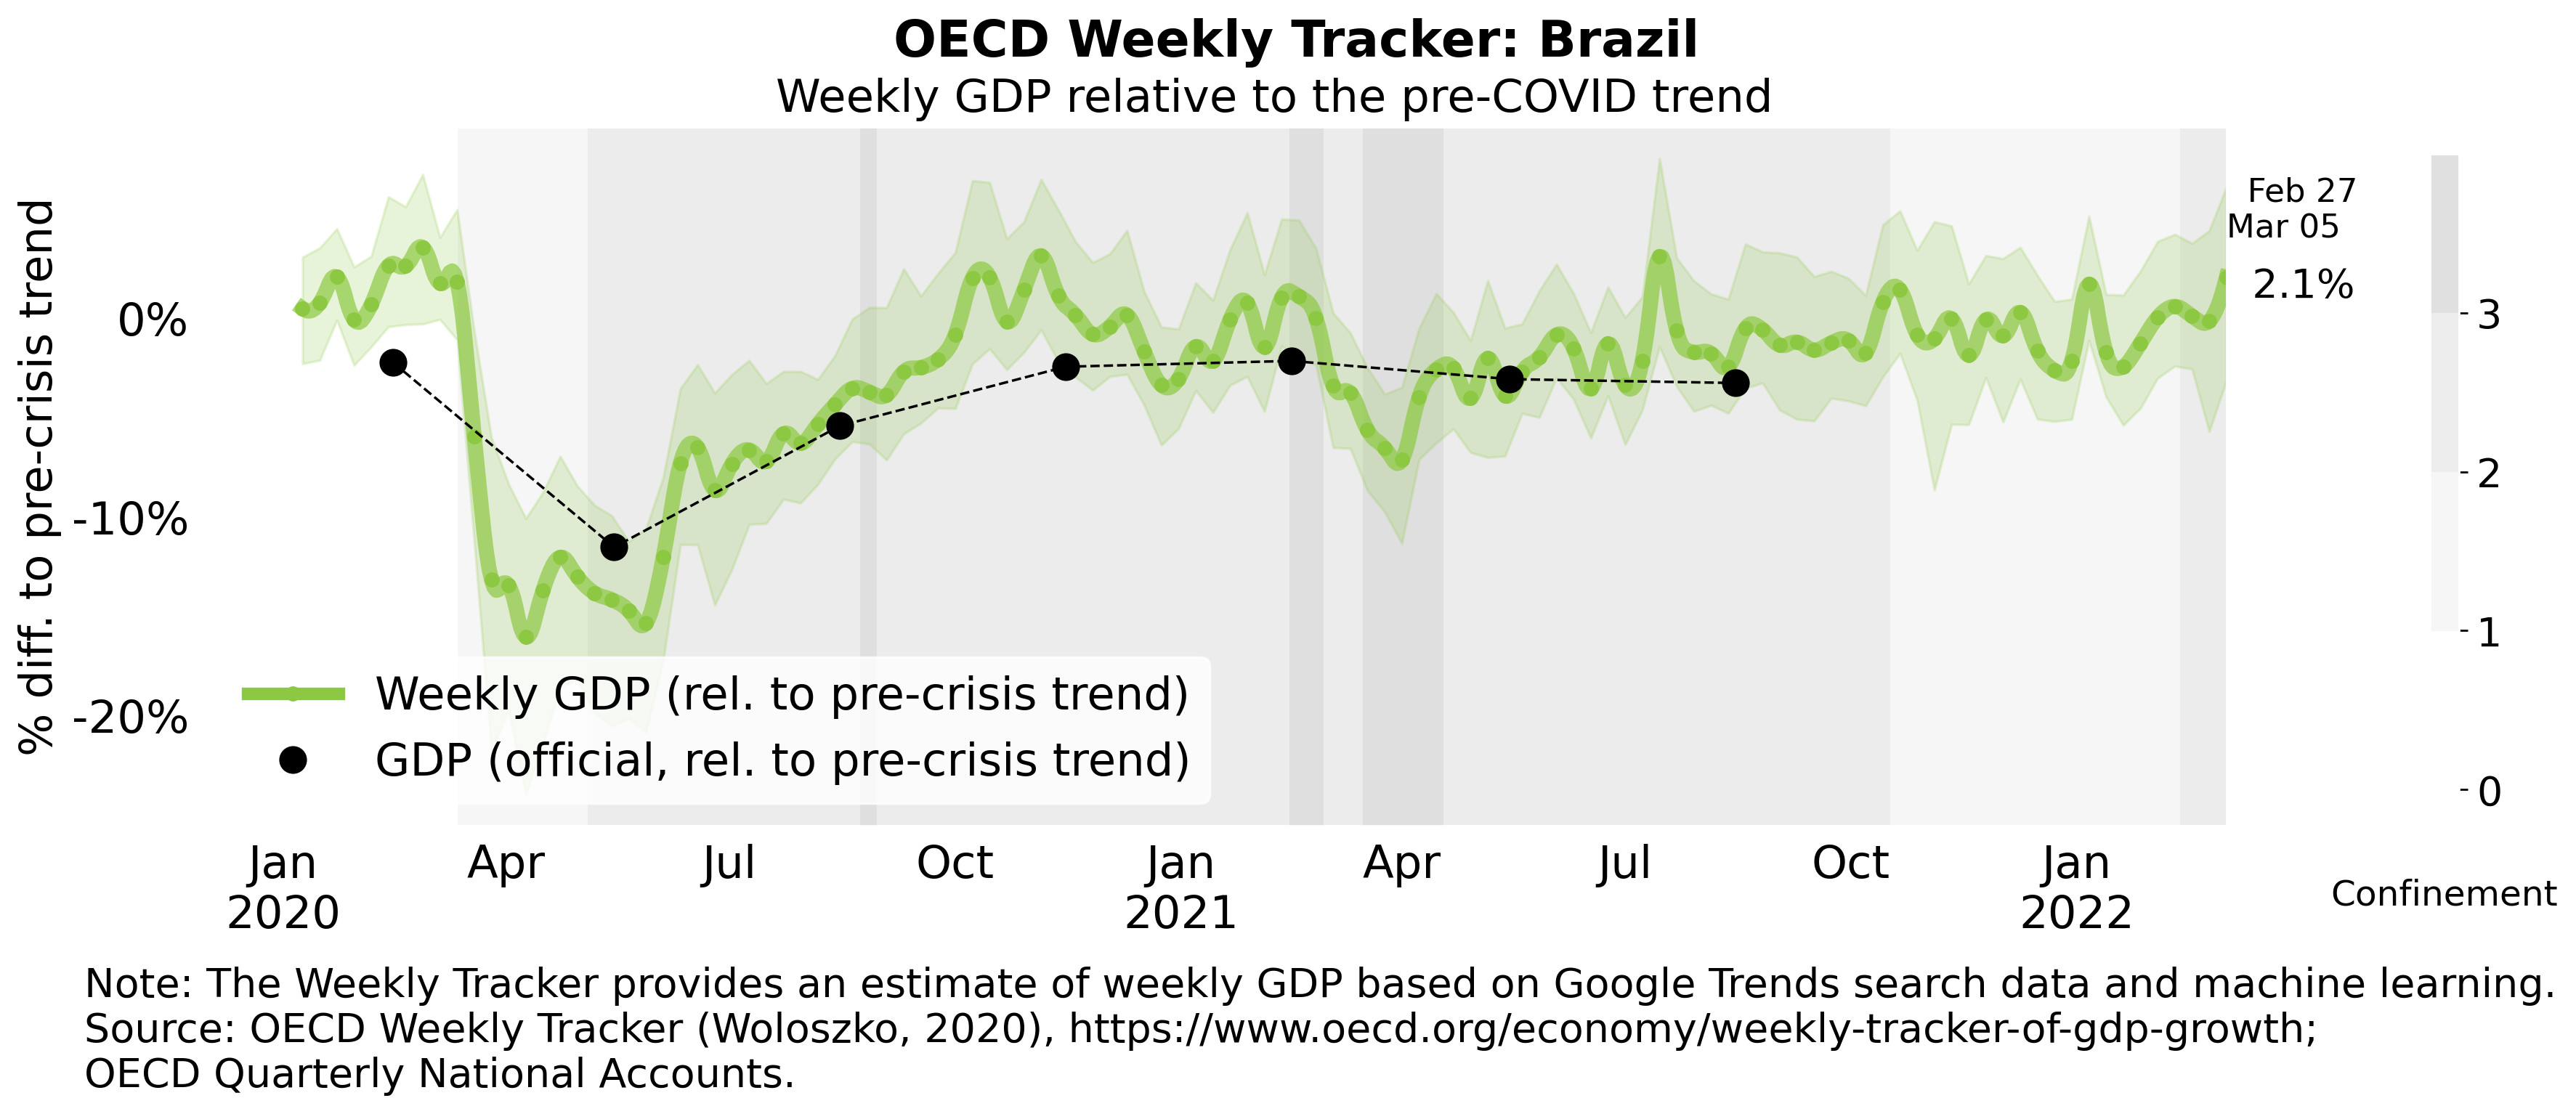 OECD Weekly Tracker: Brazil
Weekly GDP relative to the pre-COVID trend
% diff. to pre-crisis trend
0%
-10%
-20%
Feb 27
Mar 05
2.1%
3
2
1
0
Confinement
Weekly GDP (rel. to pre-crisis trend)
GDP (official, rel. to pre-crisis trend)
Jan Apr Jul Oct Jan Apr Jul Oct Jan
2020 2021 2022
Note: The Weekly Tracker provides an estimate of weekly GDP based on Google Trends search data and machine learning.
Source: OECD Weekly Tracker (Woloszko, 2020), https://www.oecd.org/economy/weekly-tracker-of-gdp-growth;
OECD Quarterly National Accounts.